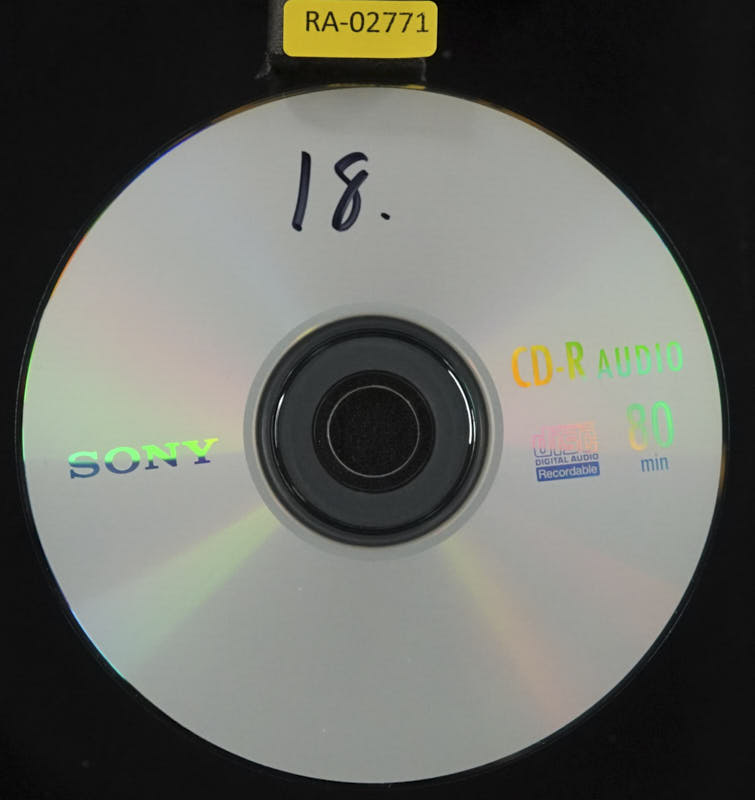 RA-02771
18.
CD-R AUDIO
SONY
80
min
DIGITAL AUDIO
Recordable